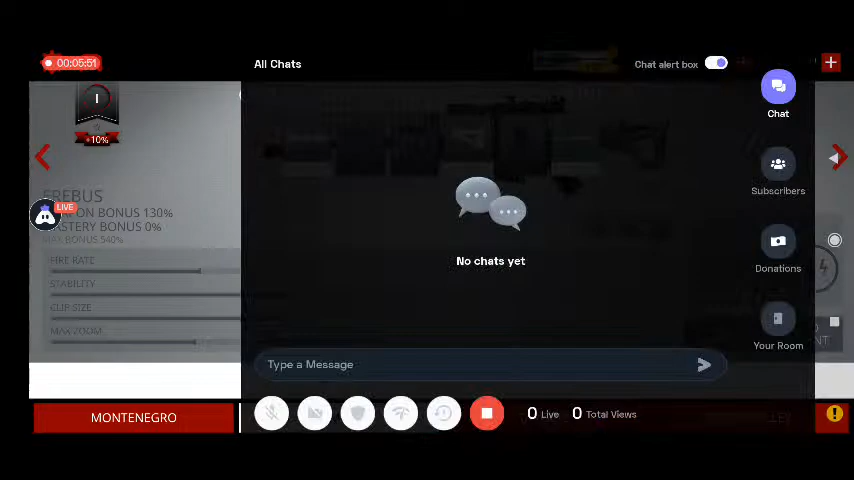 00:05:51
All Chats
Chat alert box
I
+10%
Chat
EREBUS
LIVE
ON BONUS 130%
MASTERY BONUS 0%
MAX BONUS 540%
Subscribers
FIRE RATE
No chats yet
Donations
STABILITY
CLIP SIZE
MAX ZOOM
Your Room
Type a Message
MONTENEGRO
0 Live 0 Total Views